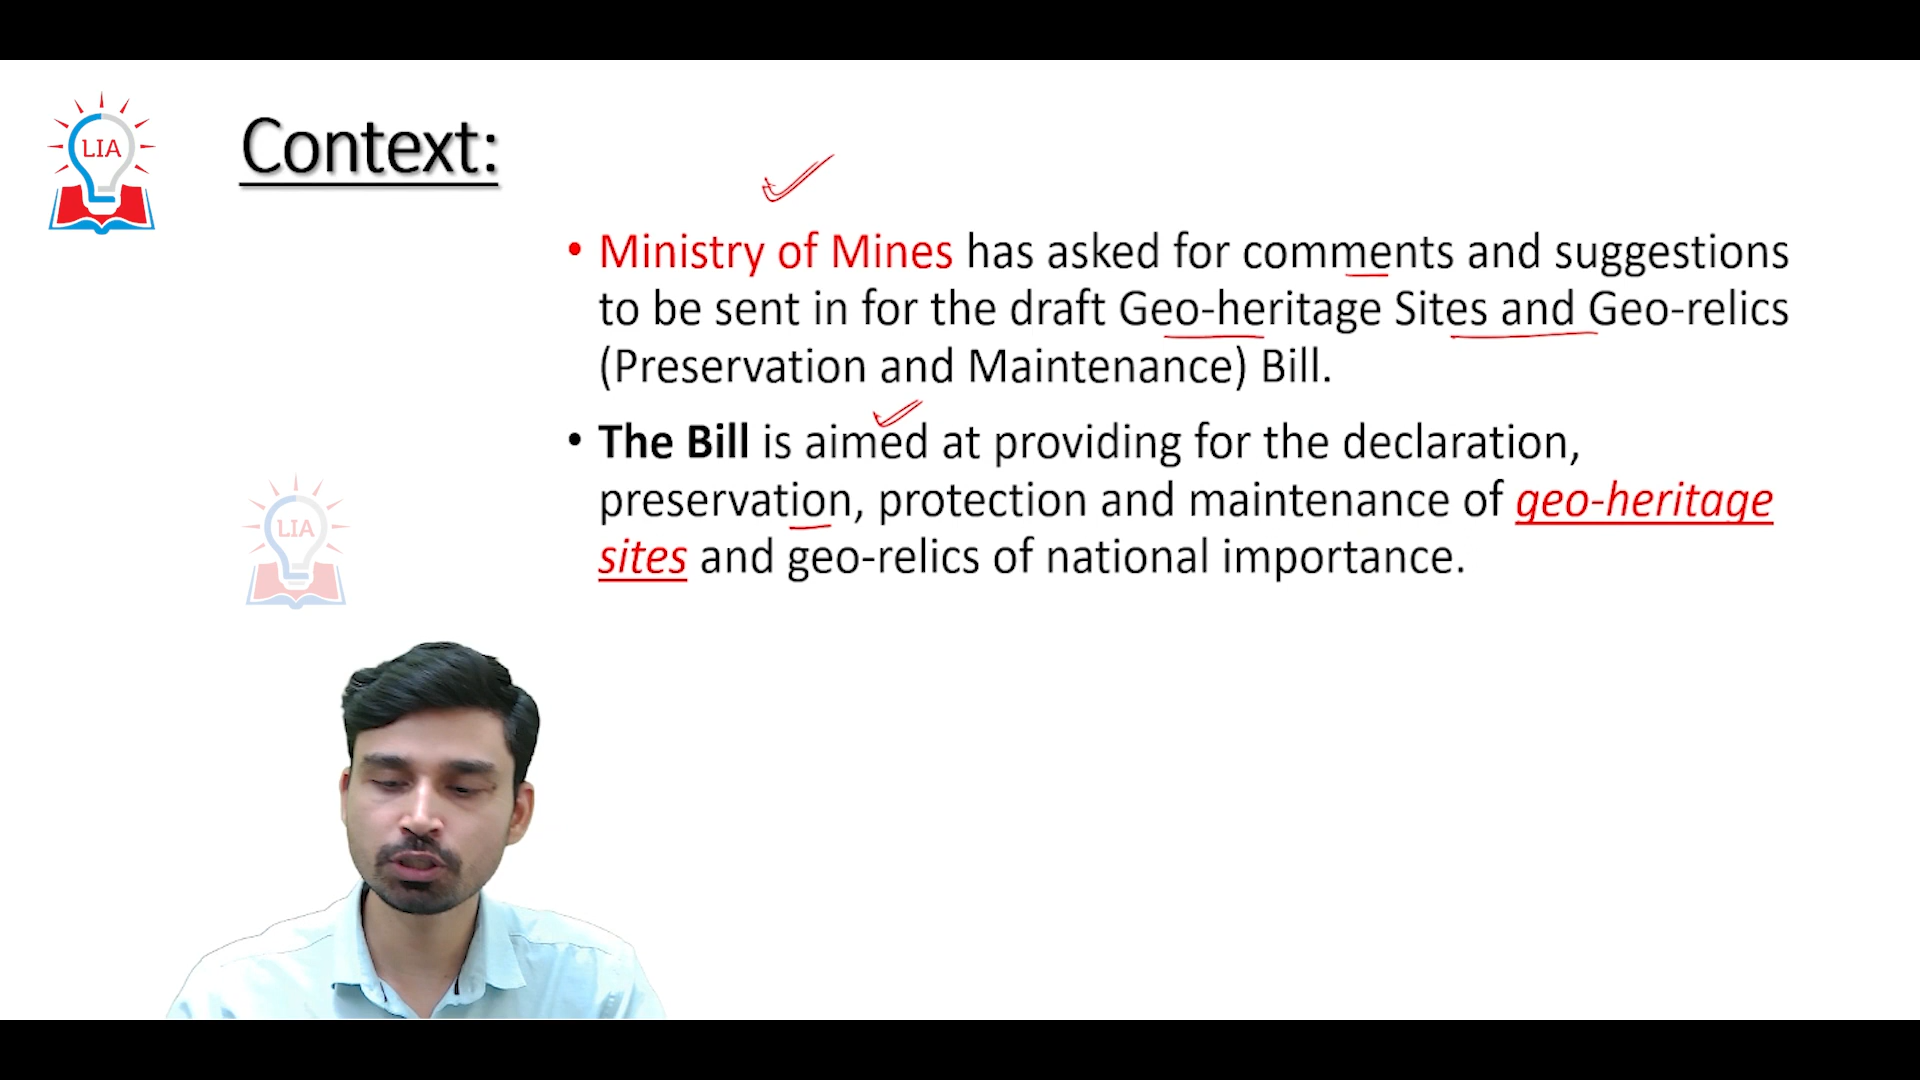 LIA
Context:
• Ministry of Mines has asked for comments and suggestions
to be sent in for the draft Geo-heritage Sites and Geo-relics
(Preservation and Maintenance) Bill.
• The Bill is aimed at providing for the declaration,
preservation, protection and maintenance of geo-heritage
sites and geo-relics of national importance.
LIA